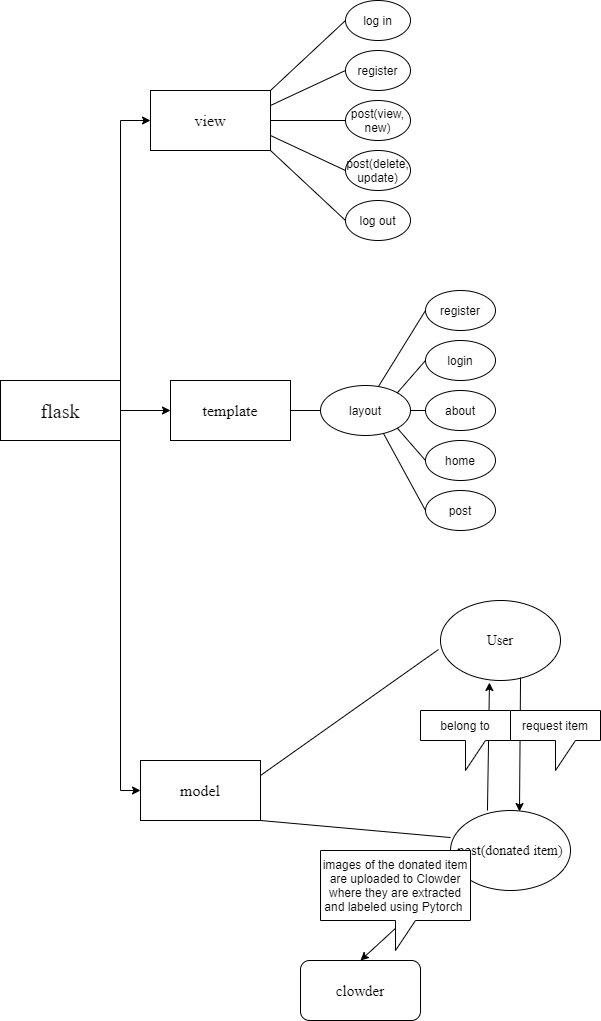 log in
register
view
post(view,
new)
post(delete,
update)
log out
flask
template
layout
register
login
about
home
post
User
belong to
request item
model
post(donated item)
images of the donated item
are uploaded to Clowder
where they are extracted
and labeled using Pytorch
clowder